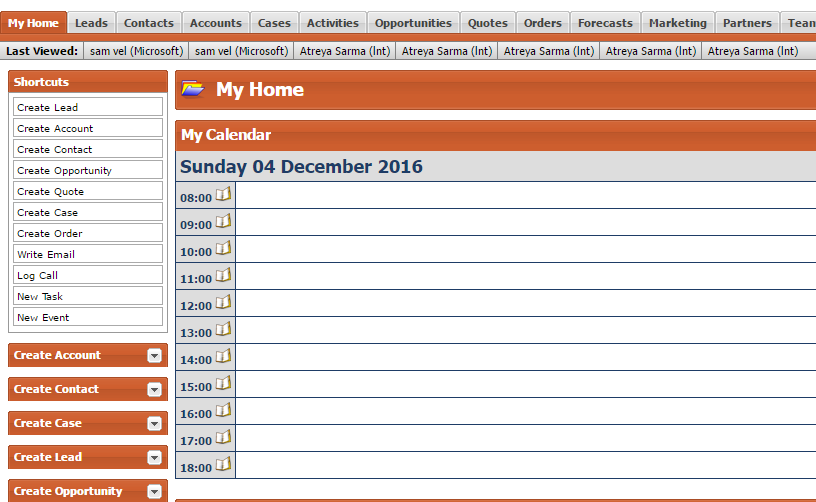 My Home Leads Contacts Accounts Cases Activities Opportunities Quotes Orders Forecasts Marketing Partners Team
Last Viewed: sam vel (Microsoft) sam vel (Microsoft) Atreya Sarma (Int) Atreya Sarma (Int) Atreya Sarma (Int) Atreya Sarma (Int) Atreya Sarma (Int)
Shortcuts
Create Lead
Create Account
Create Contact
Create Opportunity
Create Quote
Create Case
Create Order
Write Email
Log Call
New Task
New Event
Create Account
Create Contact
Create Case
Create Lead
Create Opportunity
My Home
My Calendar
Sunday 04 December 2016
08:00
09:00
10:00
11:00
12:00
13:00
14:00
15:00
16:00
17:00
18:00